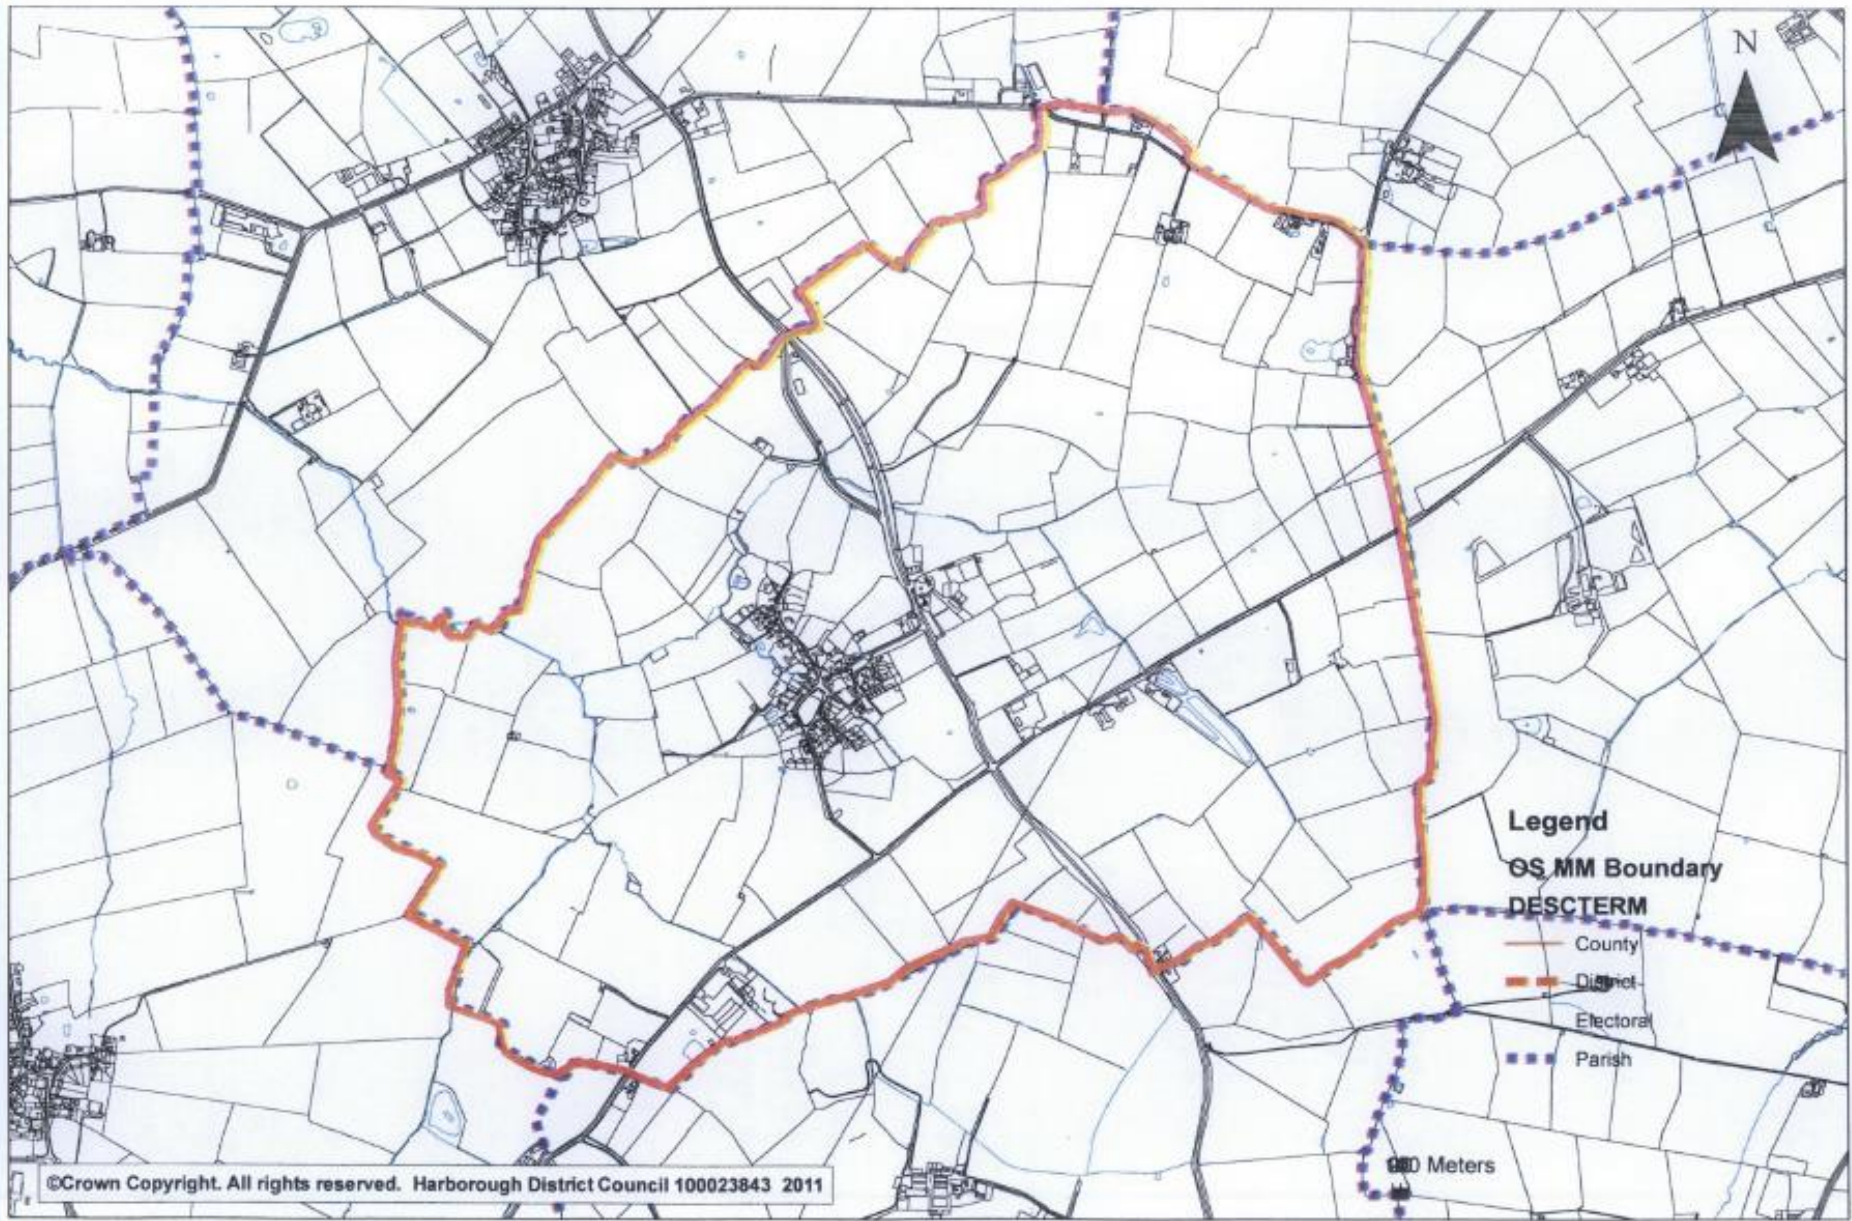 N
Legend
OS MM Boundary
DESCTERM
County
District
Electoral
Parish
Meters
©Crown Copyright. All rights reserved. Harborough District Council 100023843 2011